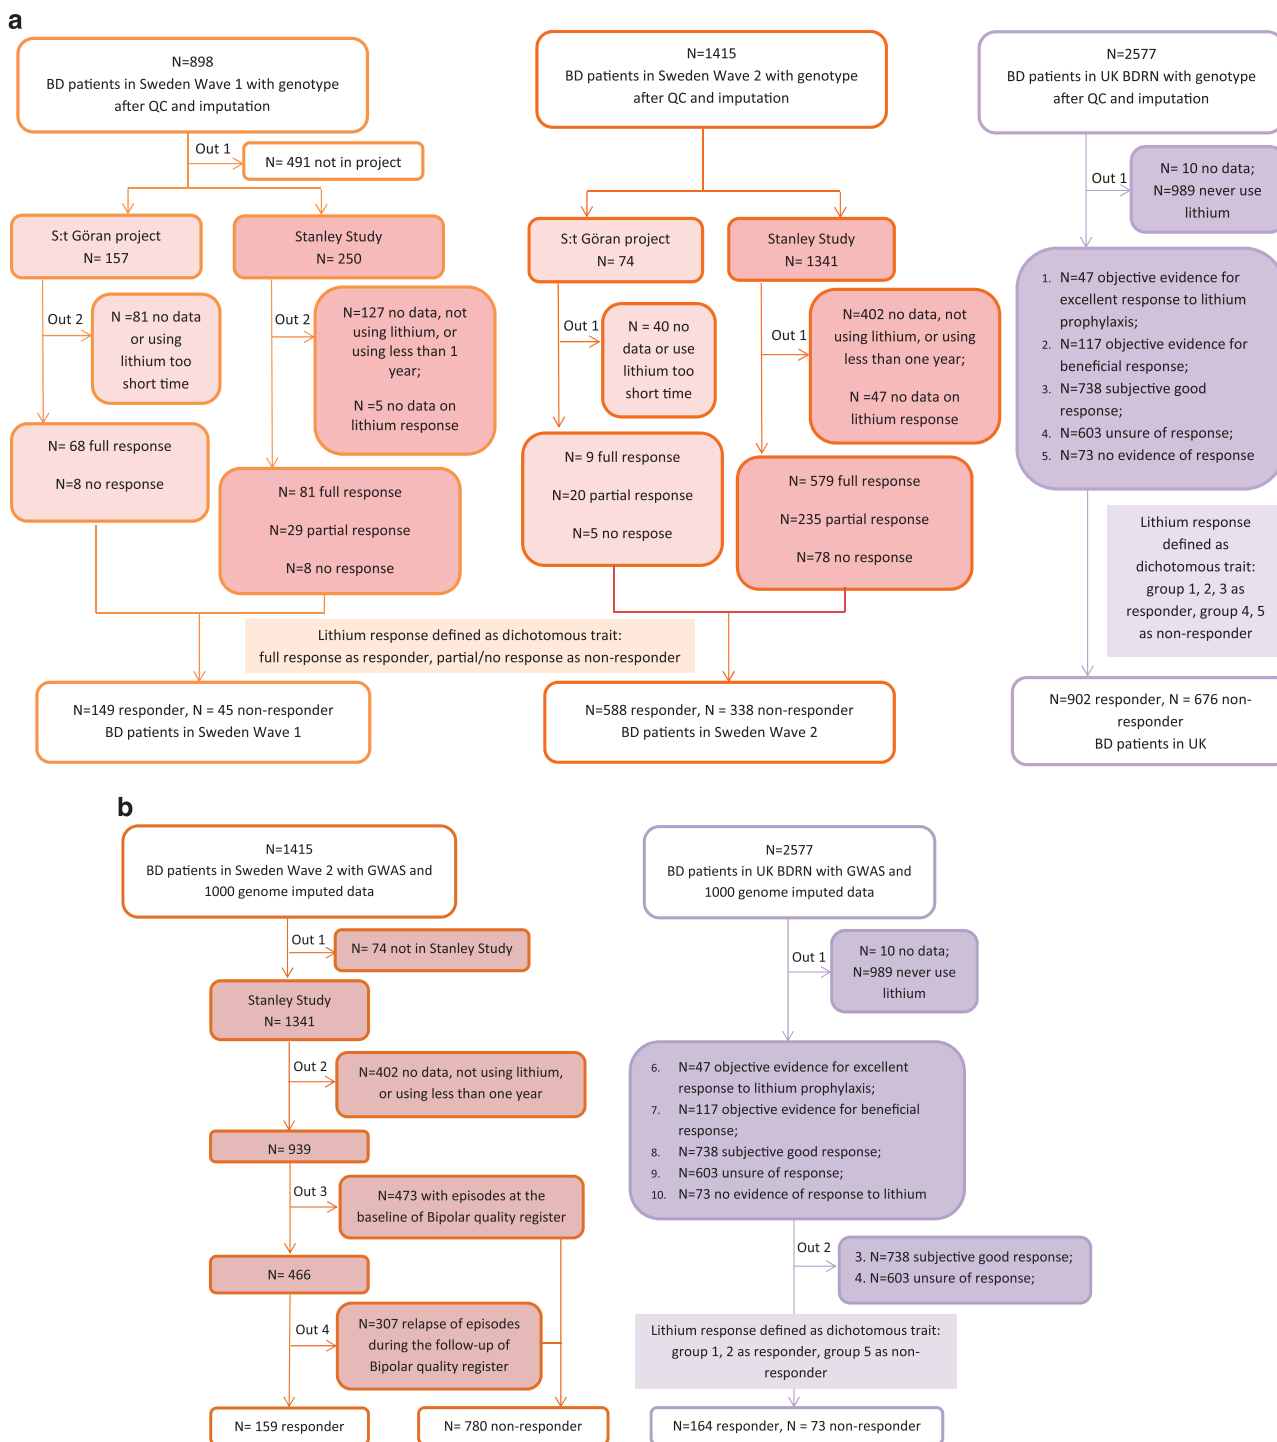 a
N=898
BD patients in Sweden Wave 1 with genotype
after QC and imputation
Out 1
N= 491 not in project
S:t Göran project
N= 157
Stanley Study
N= 250
Out 2
N =81 no data
or using
lithium too
short time
Out 2
N=127 no data, not
using lithium, or
using less than 1
year;
N =5 no data on
lithium response
N= 68 full response
N=8 no response
N= 81 full response
N=29 partial response
N=8 no response
N=1415
BD patients in Sweden Wave 2 with genotype
after QC and imputation
S:t Göran project
N= 74
Stanley Study
N= 1341
Out 1
N = 40 no
data or use
lithium too
short time
Out 1
N=402 no data, not
using lithium, or using
less than one year;
N =47 no data on
lithium response
N= 9 full response
N=20 partial response
N=5 no respose
N= 579 full response
N=235 partial response
N=78 no response
Lithium response defined as dichotomous trait:
full response as responder, partial/no response as non-responder
N=149 responder, N = 45 non-responder
BD patients in Sweden Wave 1
N=588 responder, N = 338 non-responder
BD patients in Sweden Wave 2
N=2577
BD patients in UK BDRN with genotype
after QC and imputation
Out 1
N= 10 no data;
N=989 never use
lithium
1. N=47 objective evidence for
excellent response to lithium
prophylaxis;
2. N=117 objective evidence for
beneficial response;
3. N=738 subjective good
response;
4. N=603 unsure of response;
5. N=73 no evidence of response
Lithium response
defined as
dichotomous trait:
group 1, 2, 3 as
responder, group 4, 5
as non-responder
N=902 responder, N = 676 non-
responder
BD patients in UK
b
N=1415
BD patients in Sweden Wave 2 with GWAS and
1000 genome imputed data
Out 1
N= 74 not in Stanley Study
Stanley Study
N= 1341
Out 2
N=402 no data, not using lithium,
or using less than one year
N= 939
Out 3
N=473 with episodes at the
baseline of Bipolar quality register
N= 466
Out 4
N=307 relapse of episodes
during the follow-up of
Bipolar quality register
N= 159 responder
N= 780 non-responder
N=2577
BD patients in UK BDRN with GWAS and
1000 genome imputed data
Out 1
N= 10 no data;
N=989 never use
lithium
6. N=47 objective evidence for excellent
response to lithium prophylaxis;
7. N=117 objective evidence for beneficial
response;
8. N=738 subjective good response;
9. N=603 unsure of response;
10. N=73 no evidence of response to lithium
Out 2
3. N=738 subjective good response;
4. N=603 unsure of response;
Lithium response defined as dichotomous trait:
group 1, 2 as responder, group 5 as non-
responder
N=164 responder, N = 73 non-responder